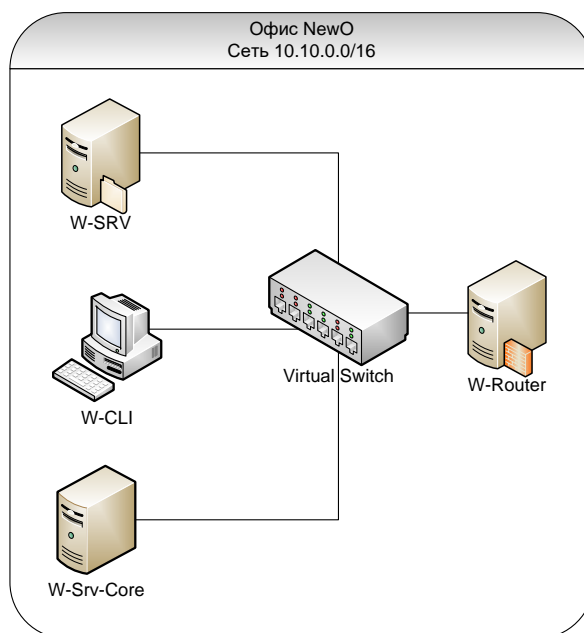 Офис NewO
Сеть 10.10.0.0/16
W-SRV
W-CLI
Virtual Switch
W-Router
W-Srv-Core